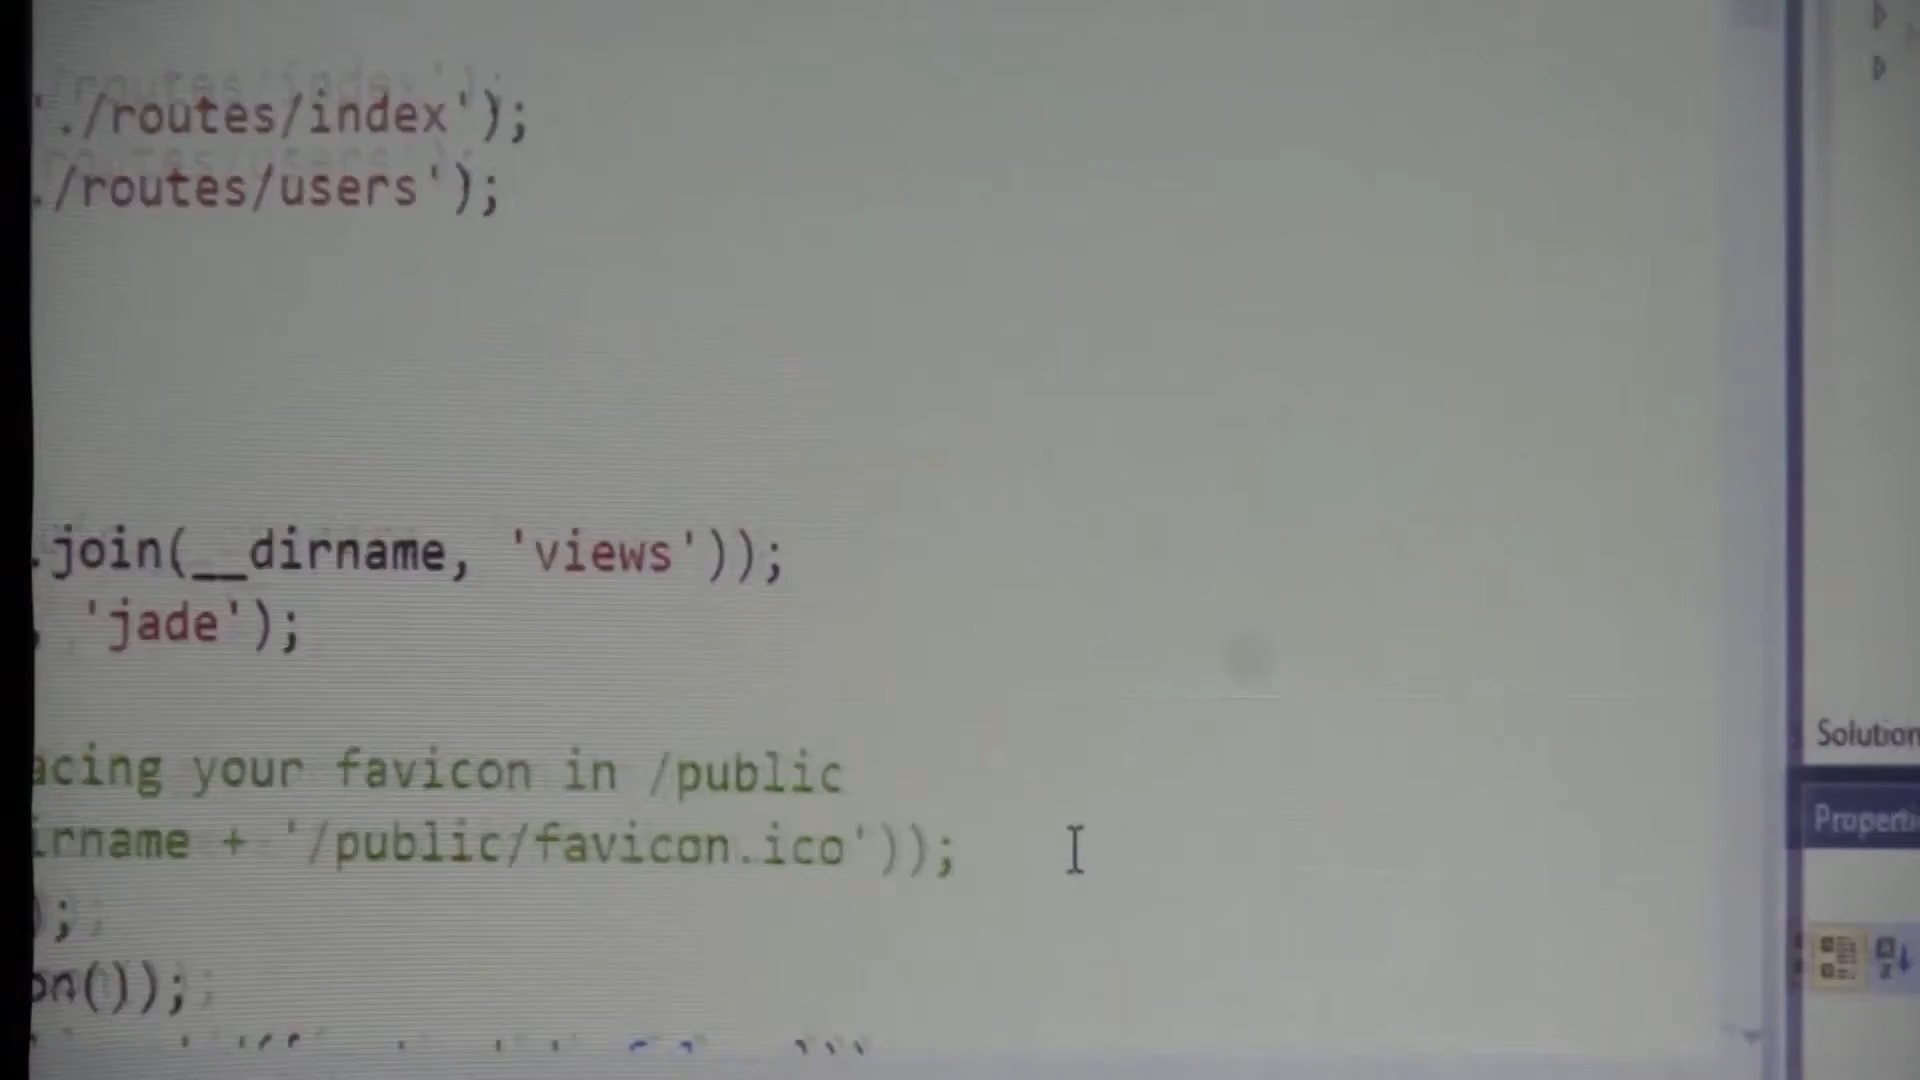 './routes/index');
./routes/users');
.join(__dirname, 'views'));
, 'jade');
acing your favicon in /public
irname + '/public/favicon.ico'));
);
on());
Solution
Properti